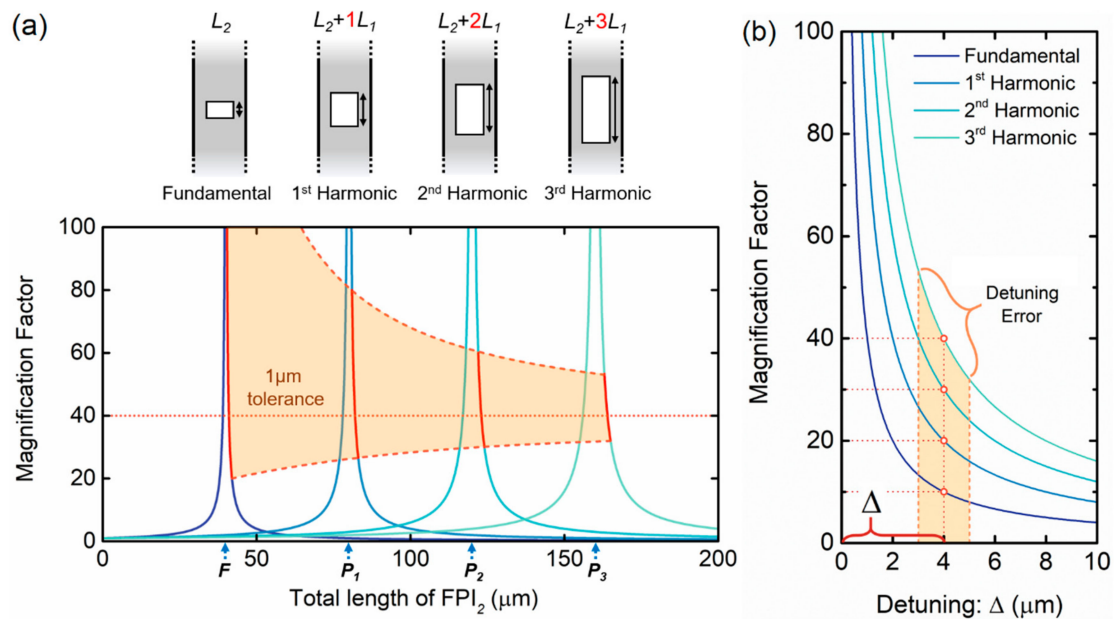 (a)
L₂
L₂+1L₁
L₂+2L₁
L₂+3L₁
Fundamental
1st Harmonic
2nd Harmonic
3rd Harmonic
Magnification Factor
100
80
60
40
20
0
1μm
tolerance
0
50
100
150
200
F
P₁
P₂
P₃
Total length of FPI₂ (μm)
(b)
Magnification Factor
100
80
60
40
20
0
Fundamental
1st Harmonic
2nd Harmonic
3rd Harmonic
Detuning
Error
Δ
0
2
4
6
8
10
Detuning: Δ (μm)